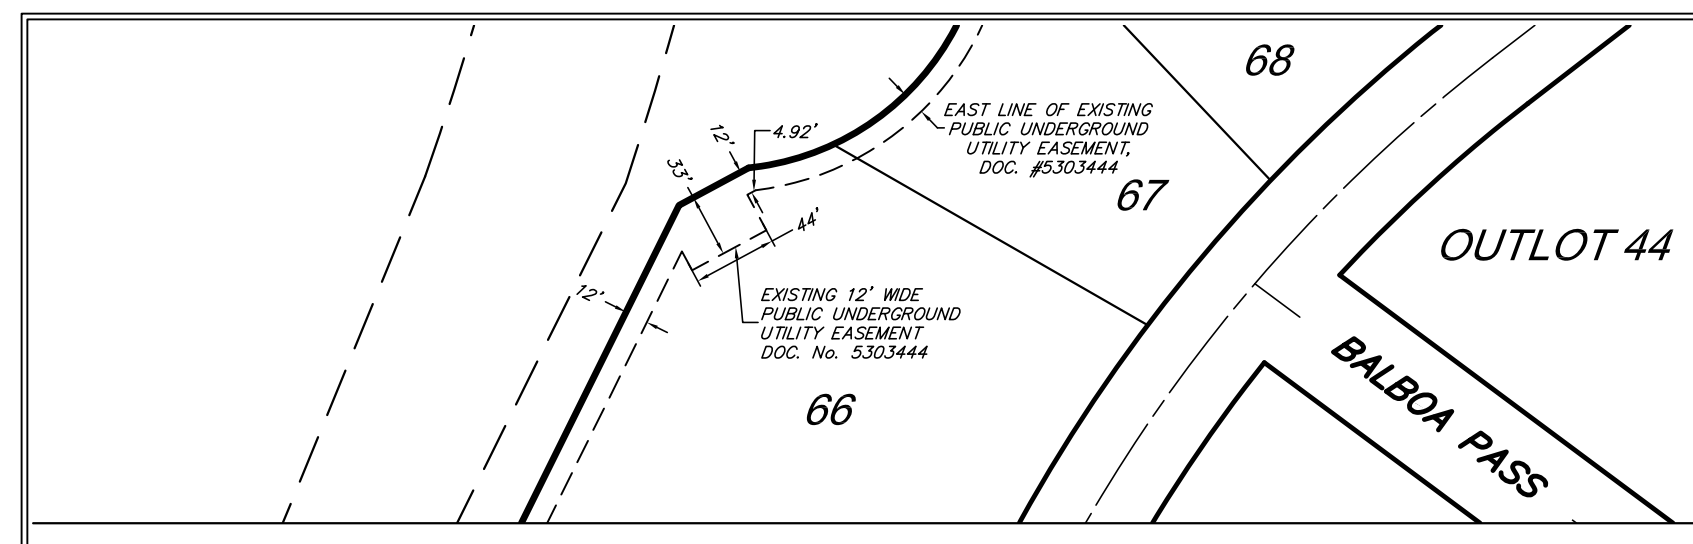 68
EAST LINE OF EXISTING
PUBLIC UNDERGROUND
UTILITY EASEMENT,
DOC. #5303444
12'
4.92'
33'
67
44'
OUTLOT 44
12'
EXISTING 12' WIDE
PUBLIC UNDERGROUND
UTILITY EASEMENT
DOC. No. 5303444
66
BALBOA PASS